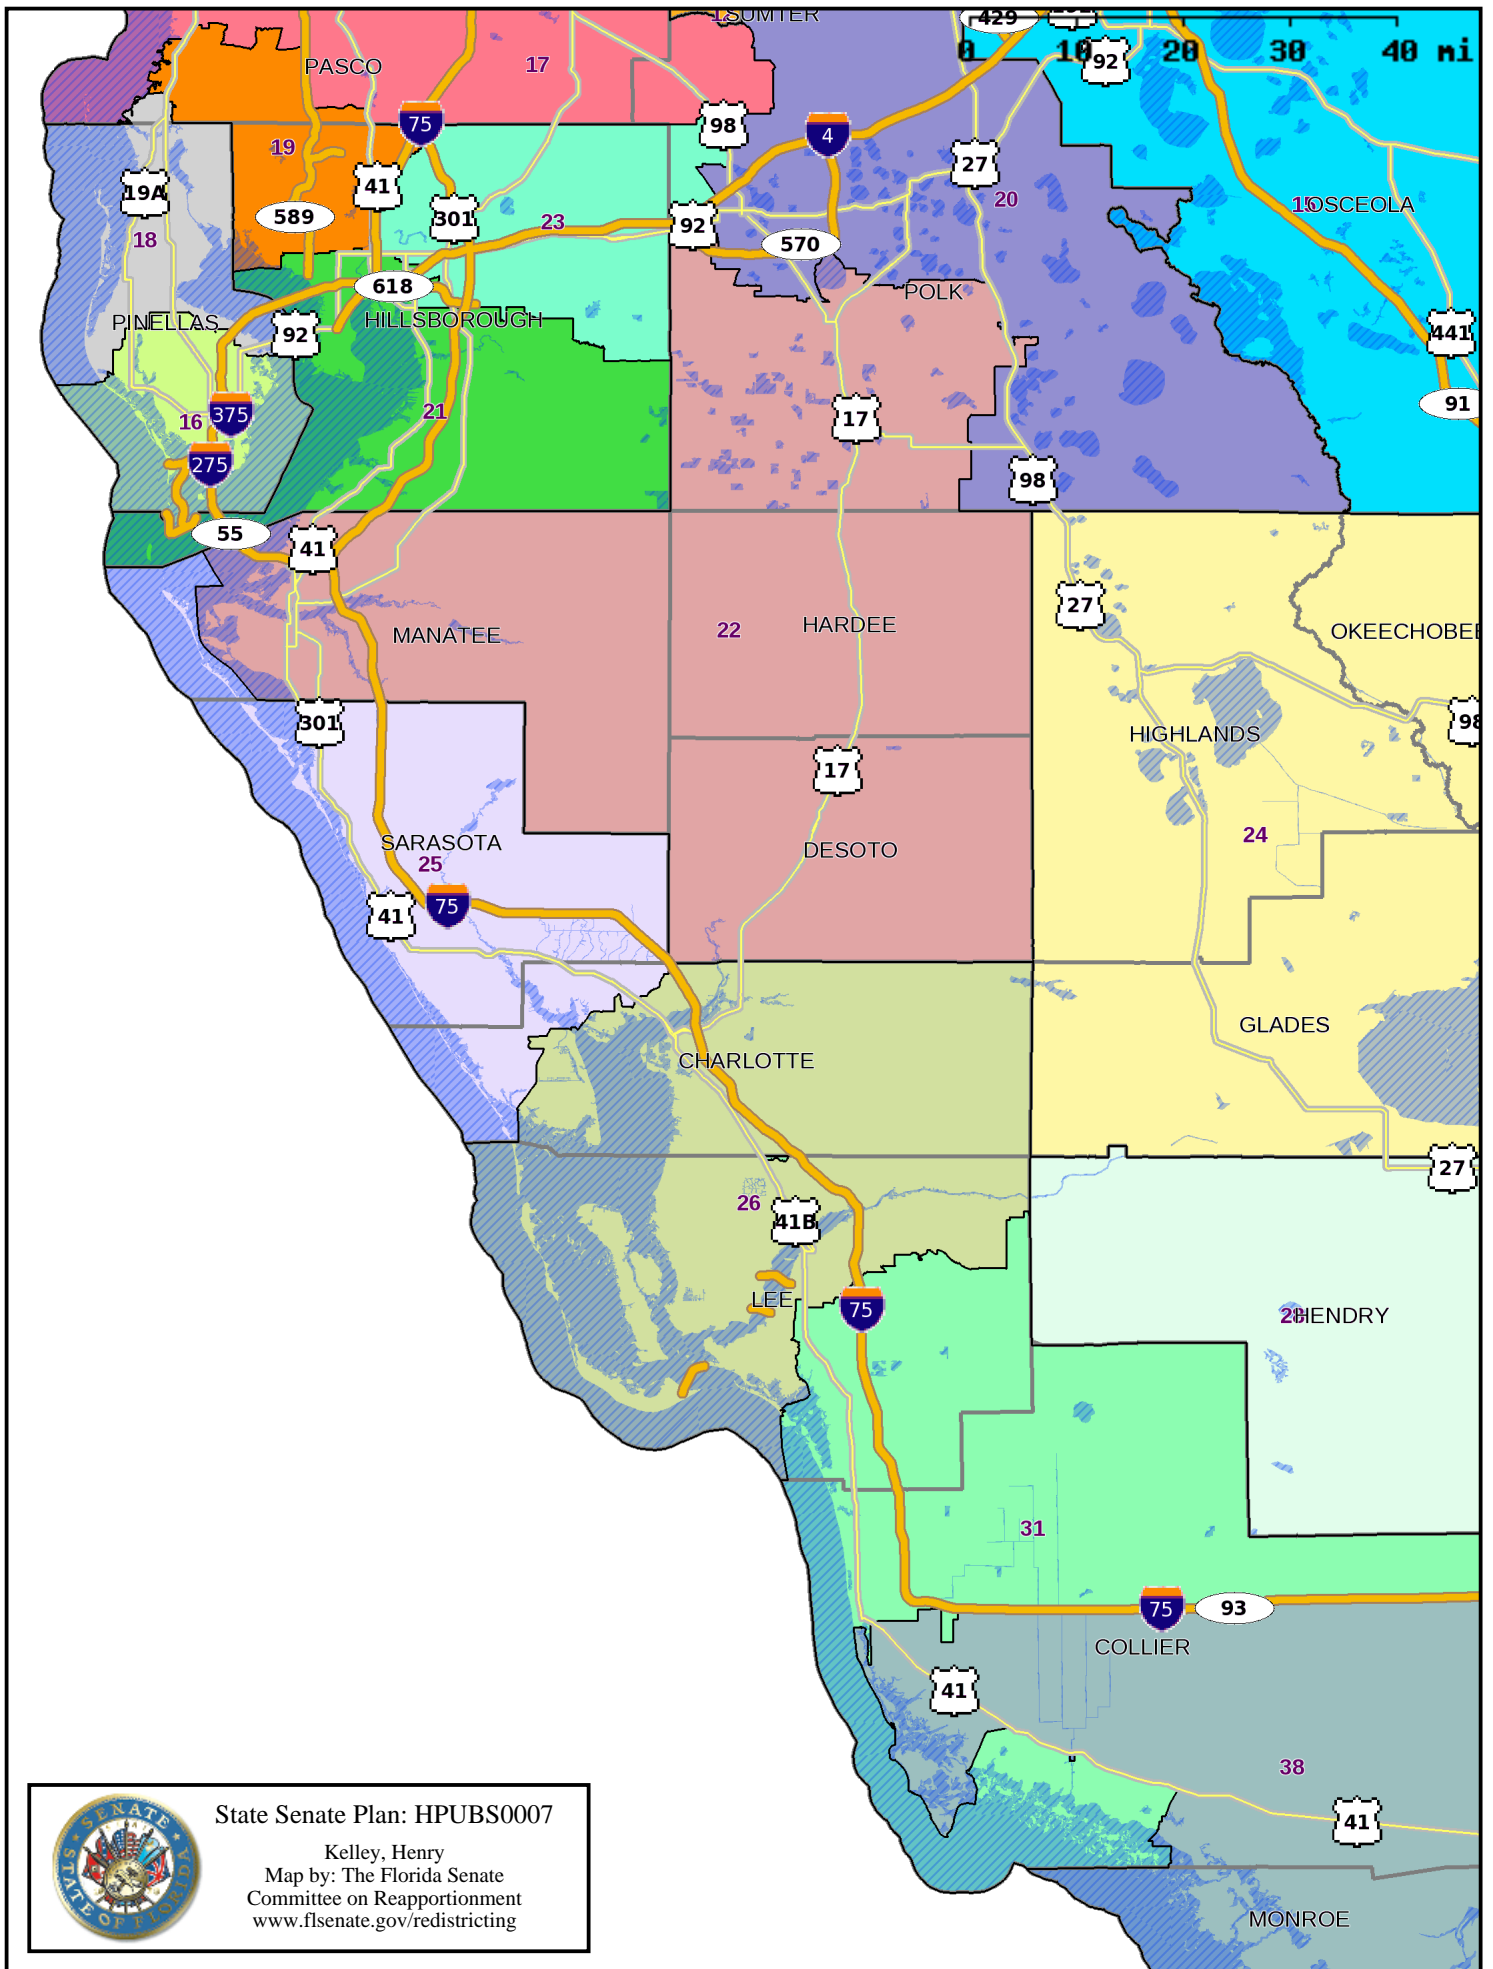 SUMTER
429
0 10 20 30 40 mi
PASCO
17
92
75
98
4
19
27
19A
41
20
15
OSCEOLA
589
301
23
92
18
570
618
POLK
PINELLAS
92
HILLSBOROUGH
441
91
16
375
21
17
275
98
55
41
27
MANATEE
22
HARDEE
OKEECHOBEE
301
98
HIGHLANDS
17
SARASOTA
25
DESOTO
24
75
41
GLADES
CHARLOTTE
27
26
41B
LEE
75
HENDRY
31
75
93
COLLIER
41
38
41
MONROE
SENATE
STATE OF FLORIDA
State Senate Plan: HPUBS0007
Kelley, Henry
Map by: The Florida Senate
Committee on Reapportionment
www.flsenate.gov/redistricting